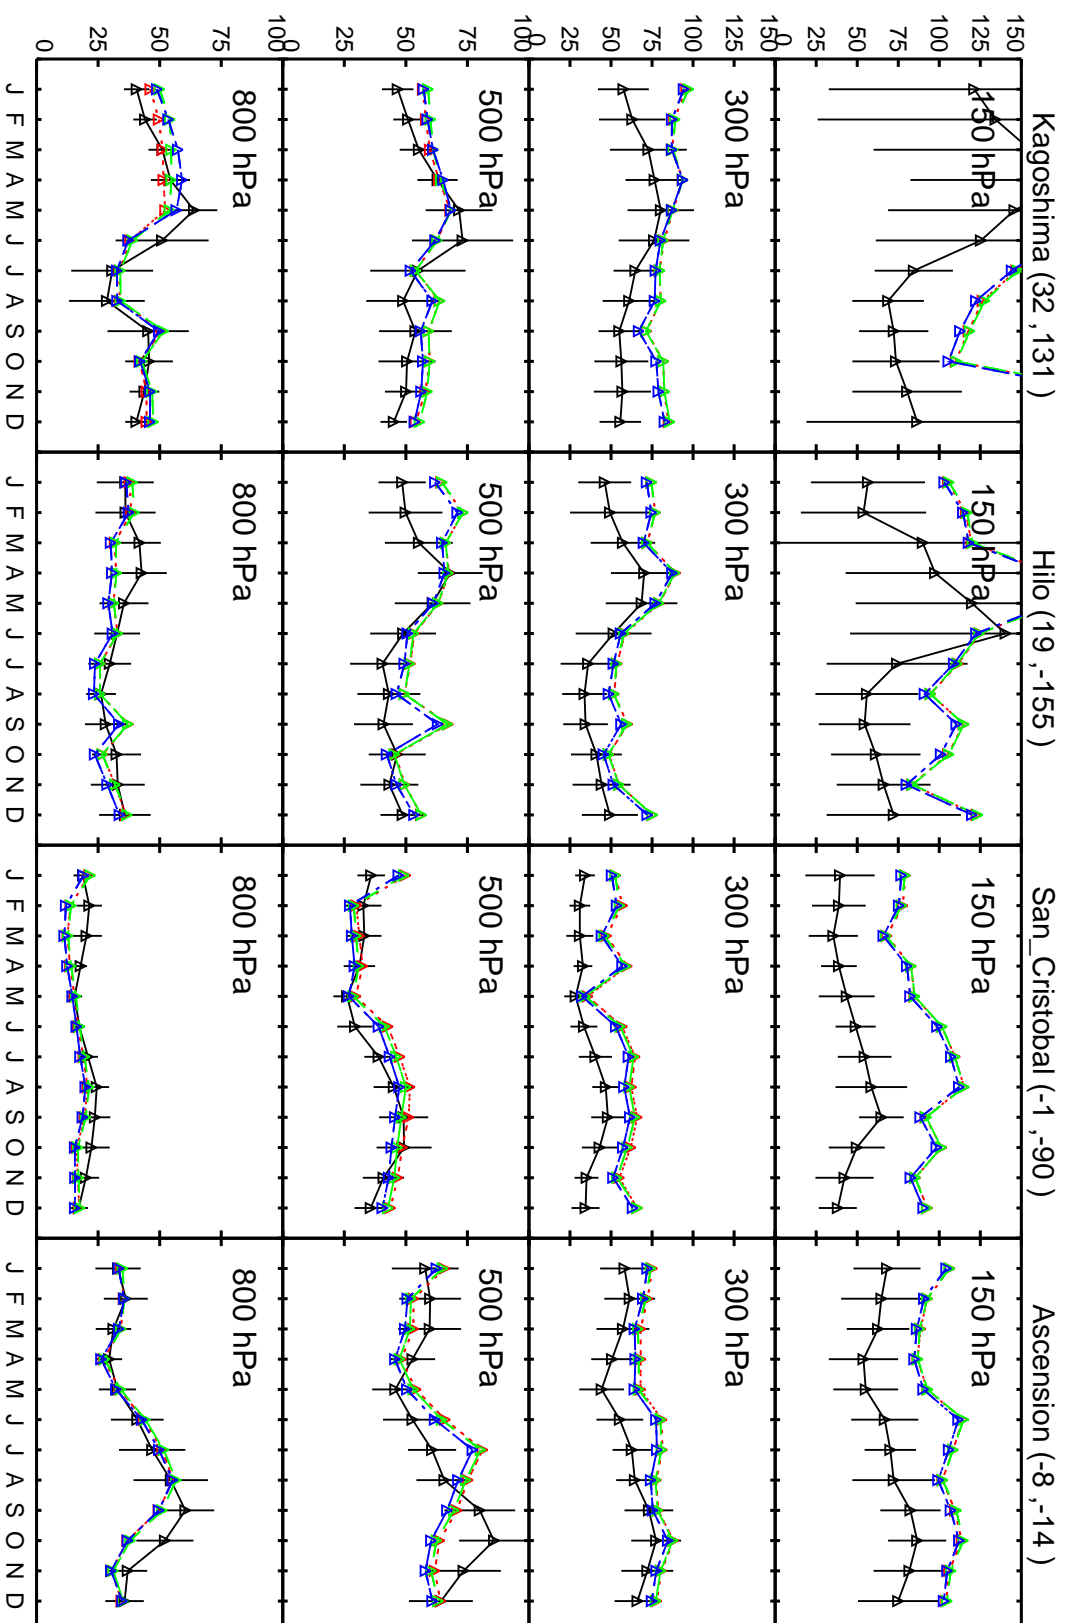 Kagoshima (32 ,131 )
Hilo (19 ,-155 )
San_Cristobal (-1 ,-90 )
Ascension (-8 ,-14 )
150
125
100
75
50
25
0
150 hPa
150 hPa
150 hPa
150 hPa
150
125
100
75
50
25
0
300 hPa
300 hPa
300 hPa
300 hPa
100
75
50
25
0
500 hPa
500 hPa
500 hPa
500 hPa
100
75
50
25
0
800 hPa
800 hPa
800 hPa
800 hPa
J F M A M J J A S O N D
J F M A M J J A S O N D
J F M A M J J A S O N D
J F M A M J J A S O N D